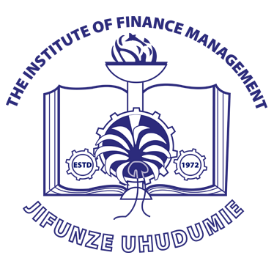 THE INSTITUTE OF FINANCE MANAGEMENT
ESTD
1972
JIFUNZE UHUDUMIE